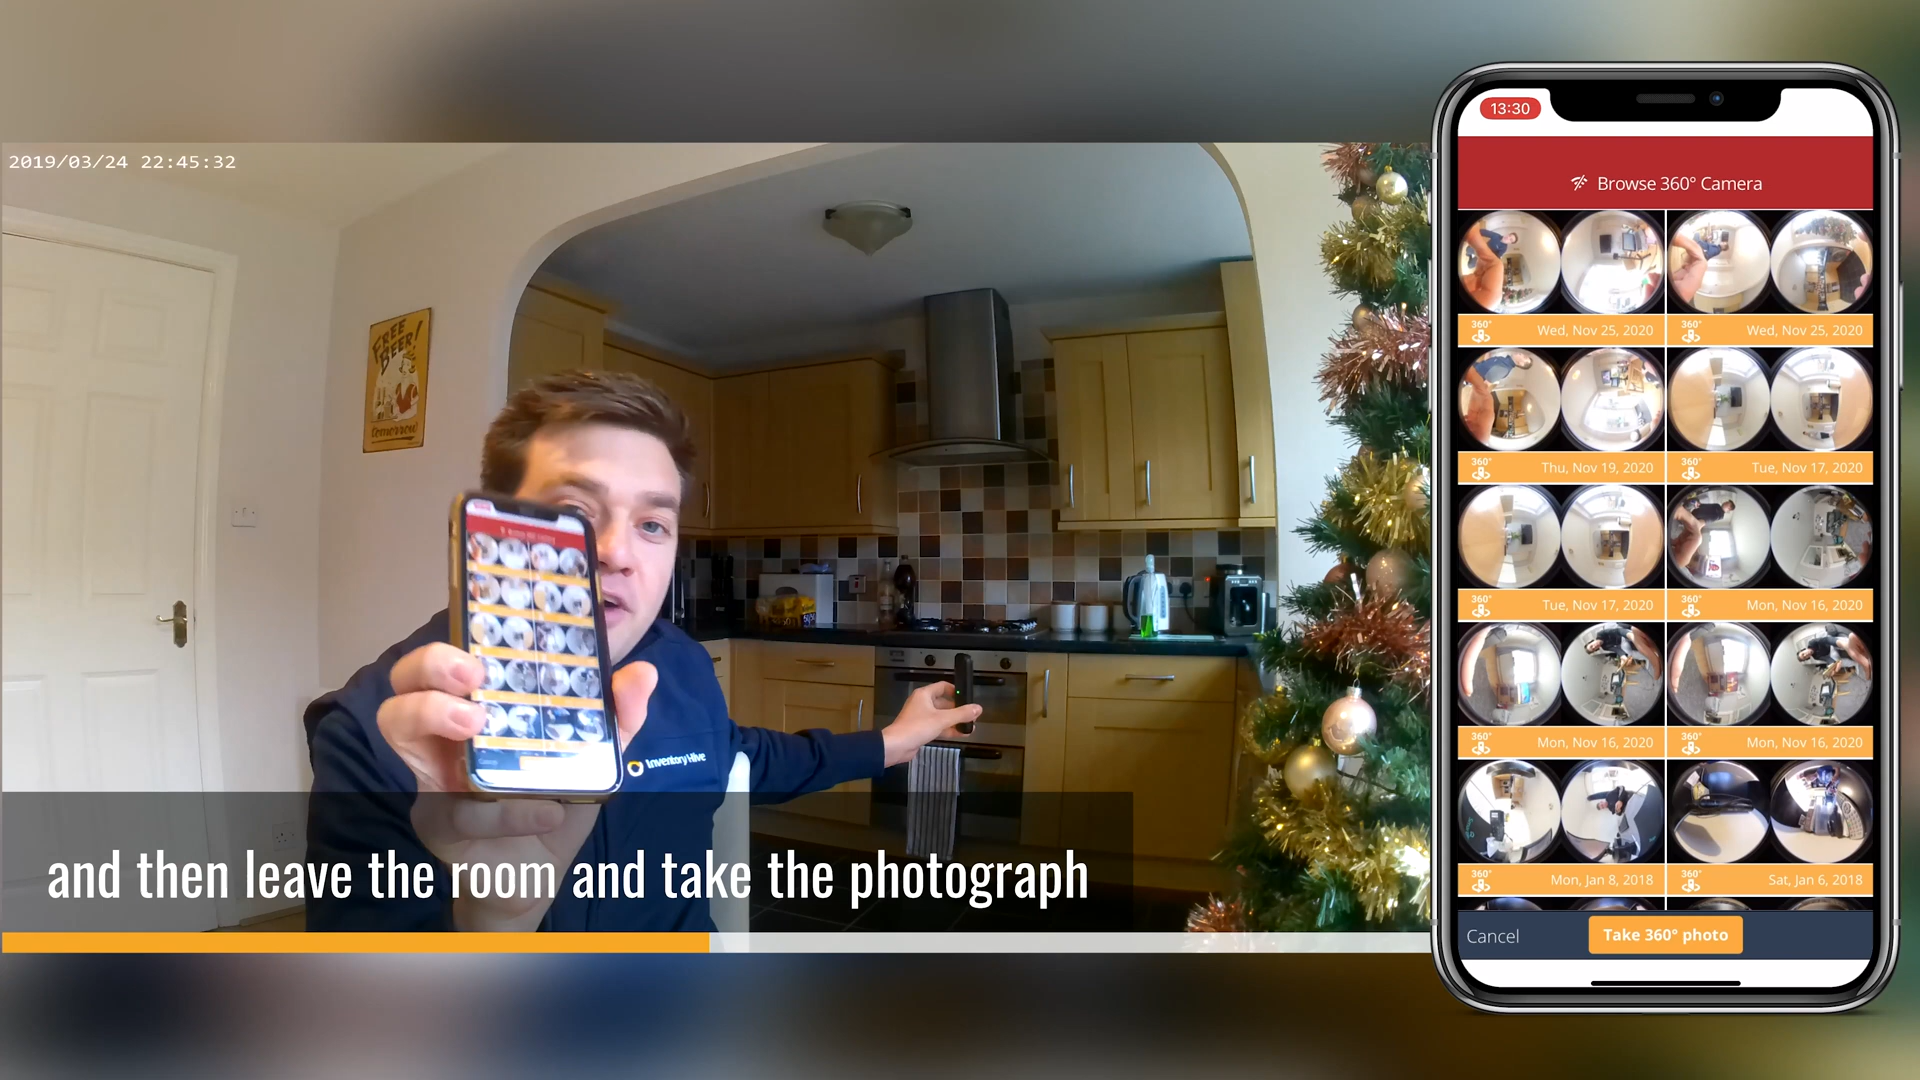 2019/03/24 22:45:32
FREE
BEER!
tomorrow
InventoryHive
and then leave the room and take the photograph
13:30
Browse 360° Camera
360° Wed, Nov 25, 2020
360° Wed, Nov 25, 2020
360° Thu, Nov 19, 2020
360° Tue, Nov 17, 2020
360° Tue, Nov 17, 2020
360° Mon, Nov 16, 2020
360° Mon, Nov 16, 2020
360° Mon, Nov 16, 2020
360° Mon, Jan 8, 2018
360° Sat, Jan 6, 2018
Cancel
Take 360° photo